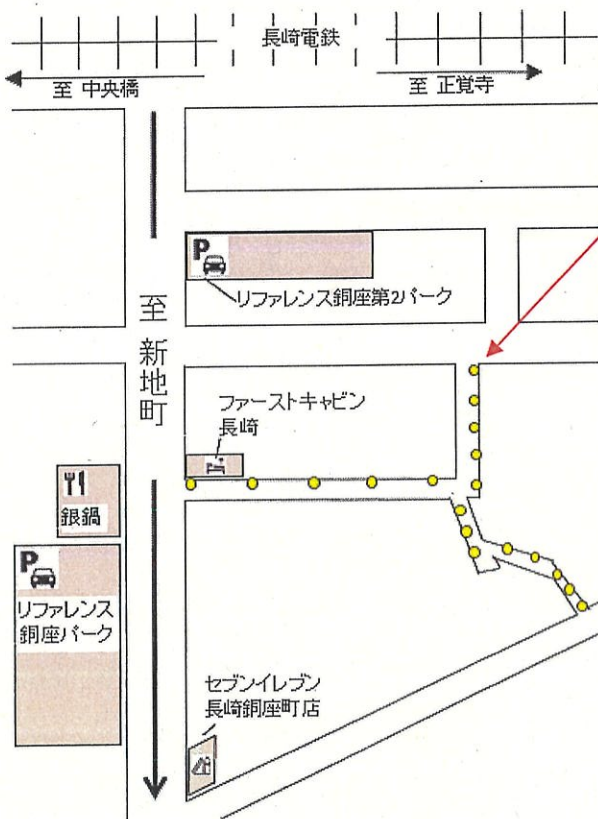 長崎電鉄
至 中央橋
至 正覚寺
P
リファレンス銅座第2パーク
至 新地町
ファーストキャビン
長崎
銀鍋
P
リファレンス
銅座パーク
セブンイレブン
長崎銅座町店